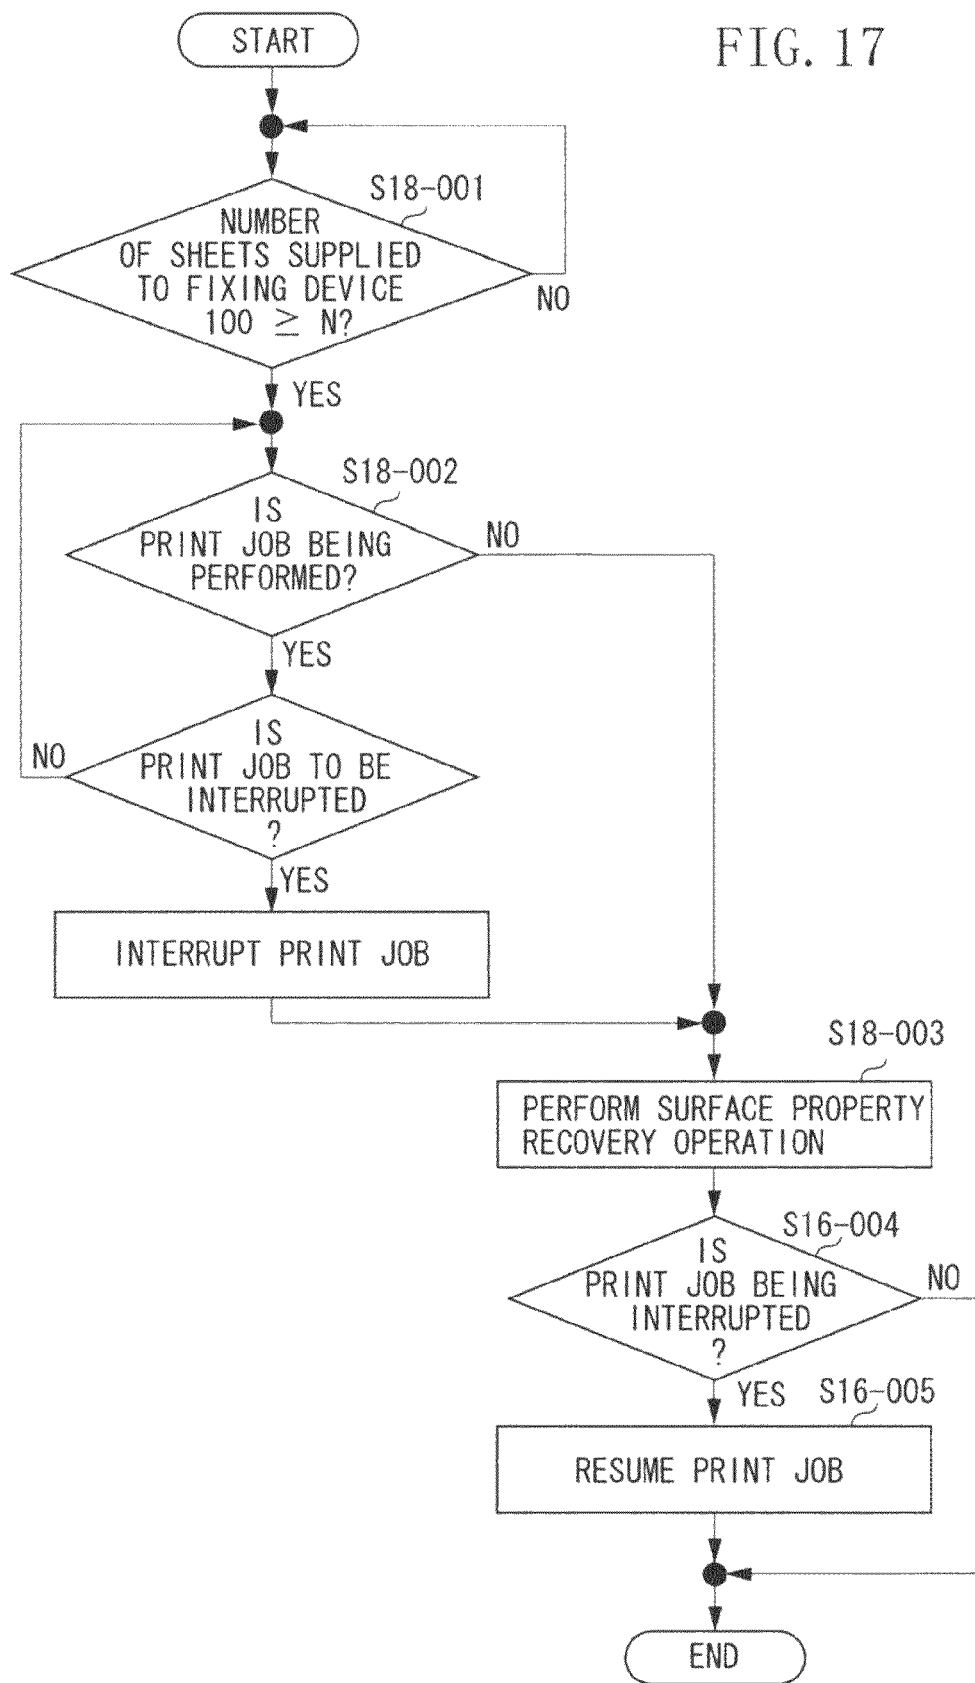 START
FIG. 17
S18-001
NUMBER
OF SHEETS SUPPLIED
TO FIXING DEVICE
100 ≥ N?
NO
YES
S18-002
IS
PRINT JOB BEING
PERFORMED?
NO
YES
IS
PRINT JOB TO BE
INTERRUPTED
?
NO
YES
INTERRUPT PRINT JOB
S18-003
PERFORM SURFACE PROPERTY
RECOVERY OPERATION
S16-004
IS
PRINT JOB BEING
INTERRUPTED
?
NO
YES
S16-005
RESUME PRINT JOB
END